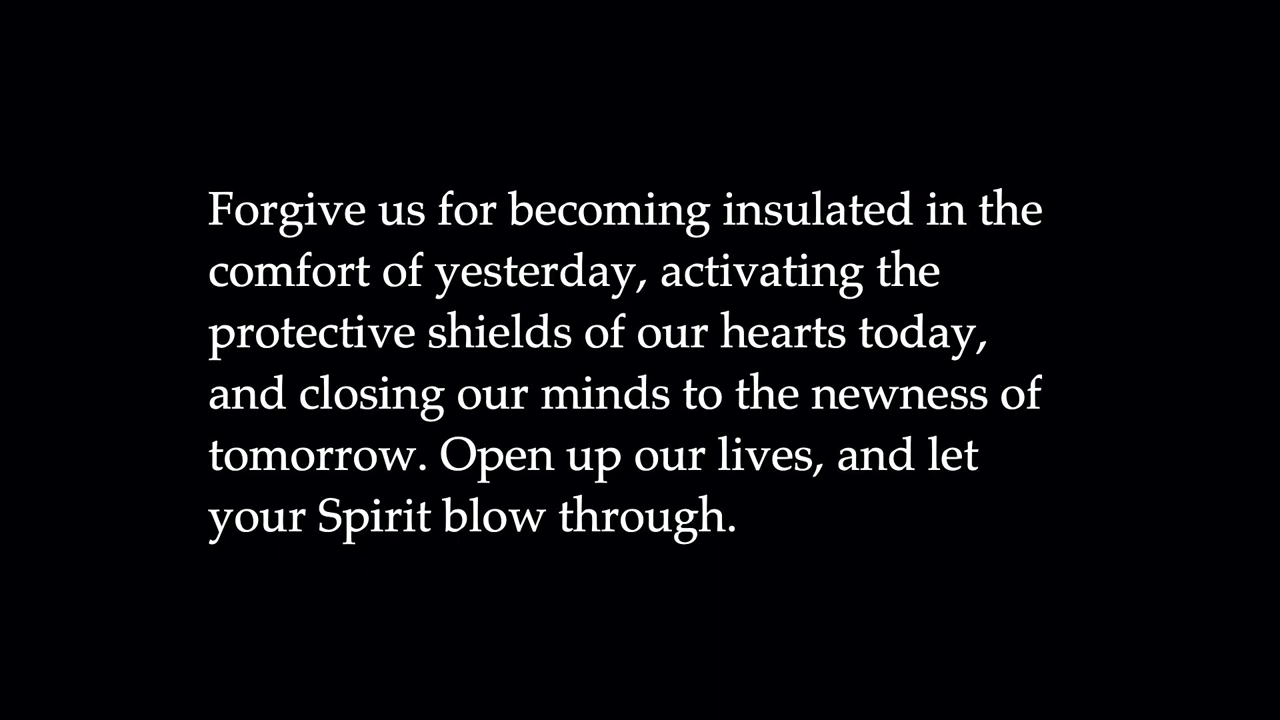 Forgive us for becoming insulated in the
comfort of yesterday, activating the
protective shields of our hearts today,
and closing our minds to the newness of
tomorrow. Open up our lives, and let
your Spirit blow through.